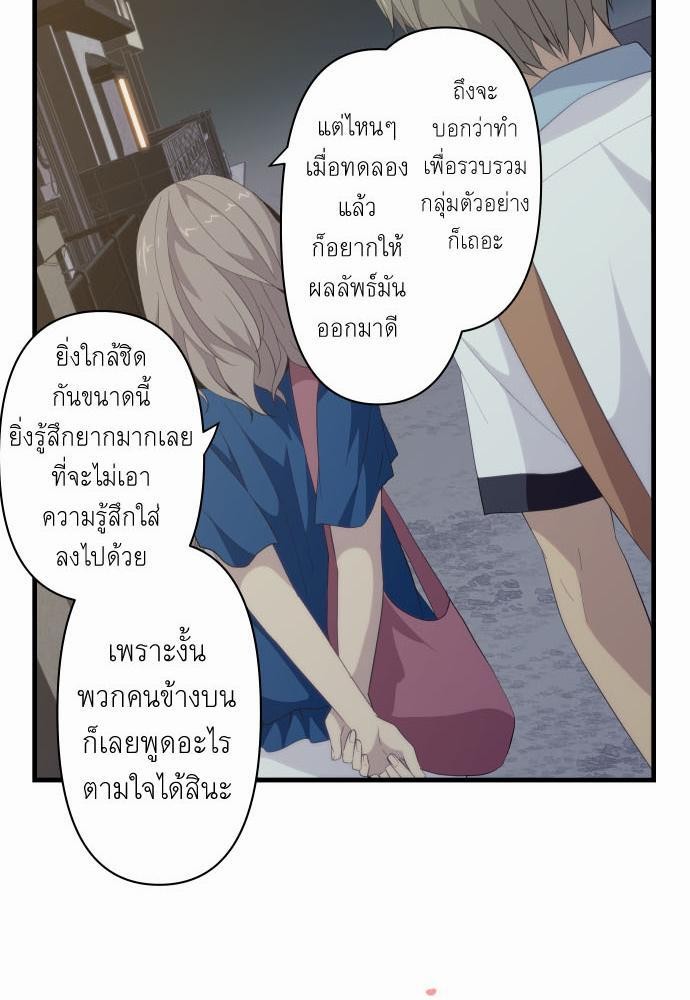 ถึงจะ
บอกว่าทำ
เพื่อรวบรวม
กลุ่มตัวอย่าง
ก็เถอะ
แต่ไหนๆ
เมื่อทดลอง
แล้ว
ก็อยากให้
ผลลัพธ์มัน
ออกมาดี
ยิ่งใกล้ชิด
กันขนาดนี้
ยิ่งรู้สึกยากมากเลย
ที่จะไม่เอา
ความรู้สึกใส่
ลงไปด้วย
เพราะงั้น
พวกคนข้างบน
ก็เลยพูดอะไร
ตามใจได้สินะ